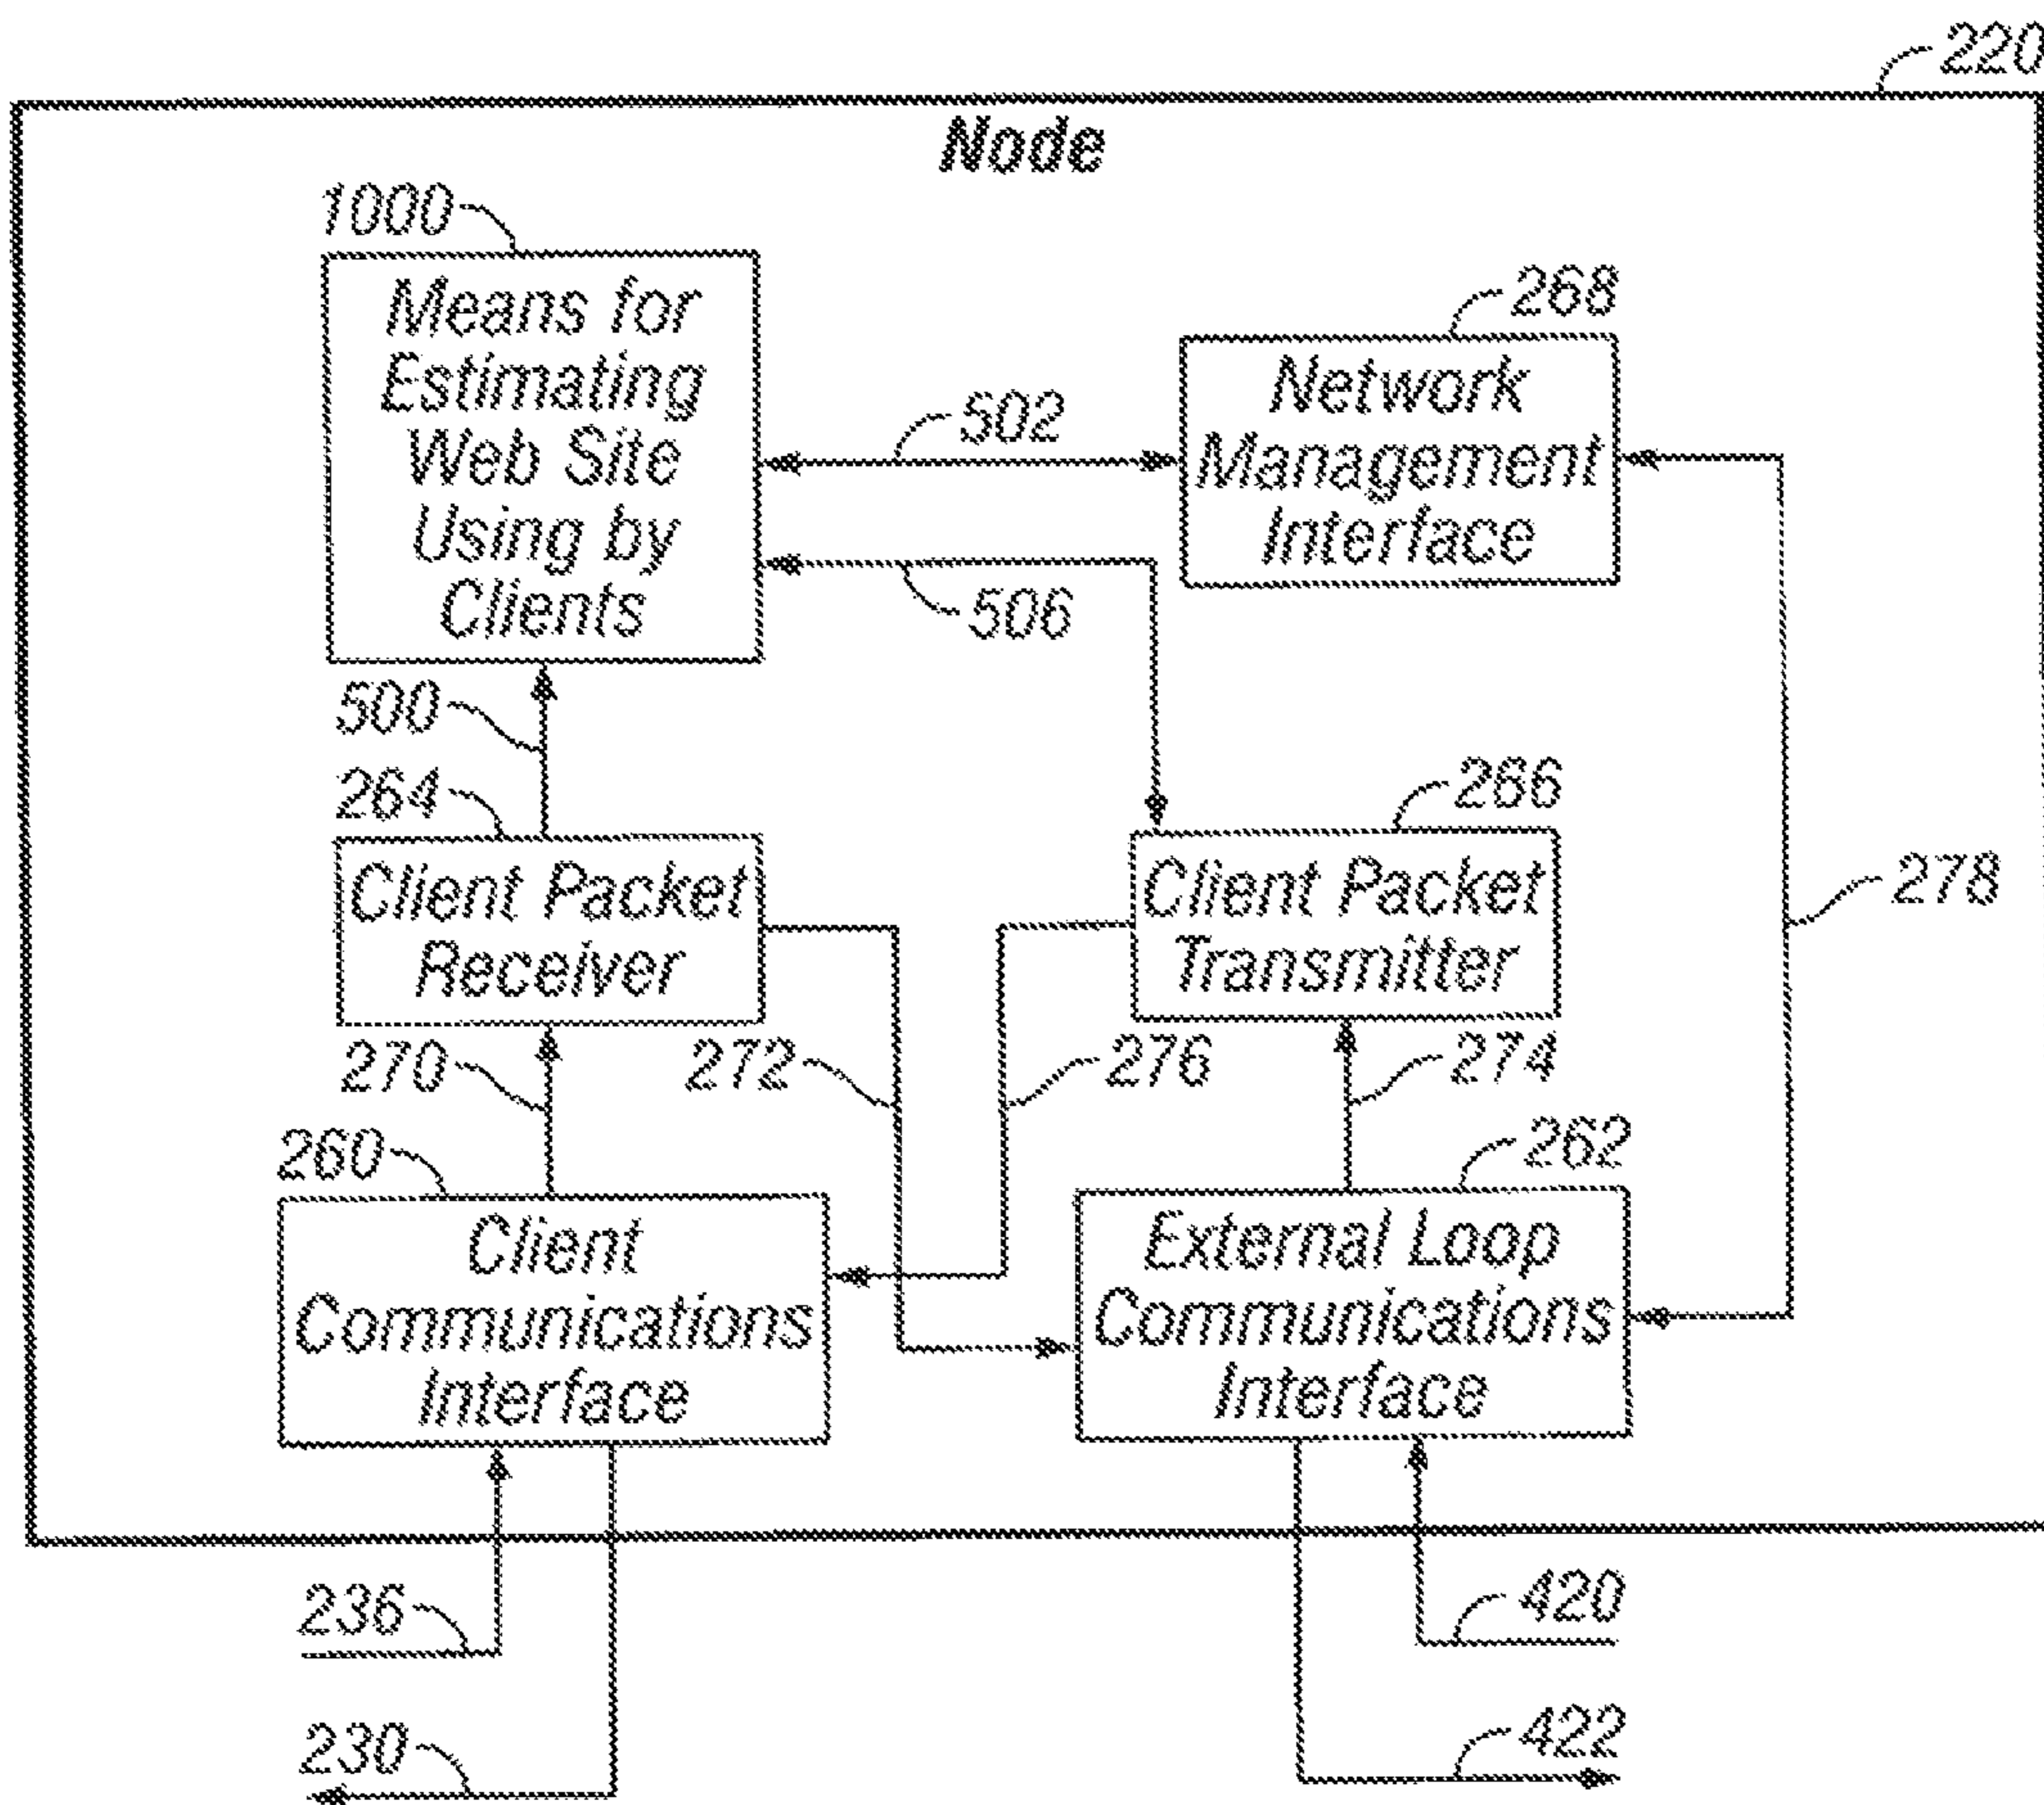 220
Node
1000
Means for
Estimating
Web Site
Using by
Clients
268
Network
Management
Interface
502
506
500
264
Client Packet
Receiver
266
Client Packet
Transmitter
278
270
272
276
274
260
Client
Communications
Interface
262
External Loop
Communications
Interface
236
420
230
422